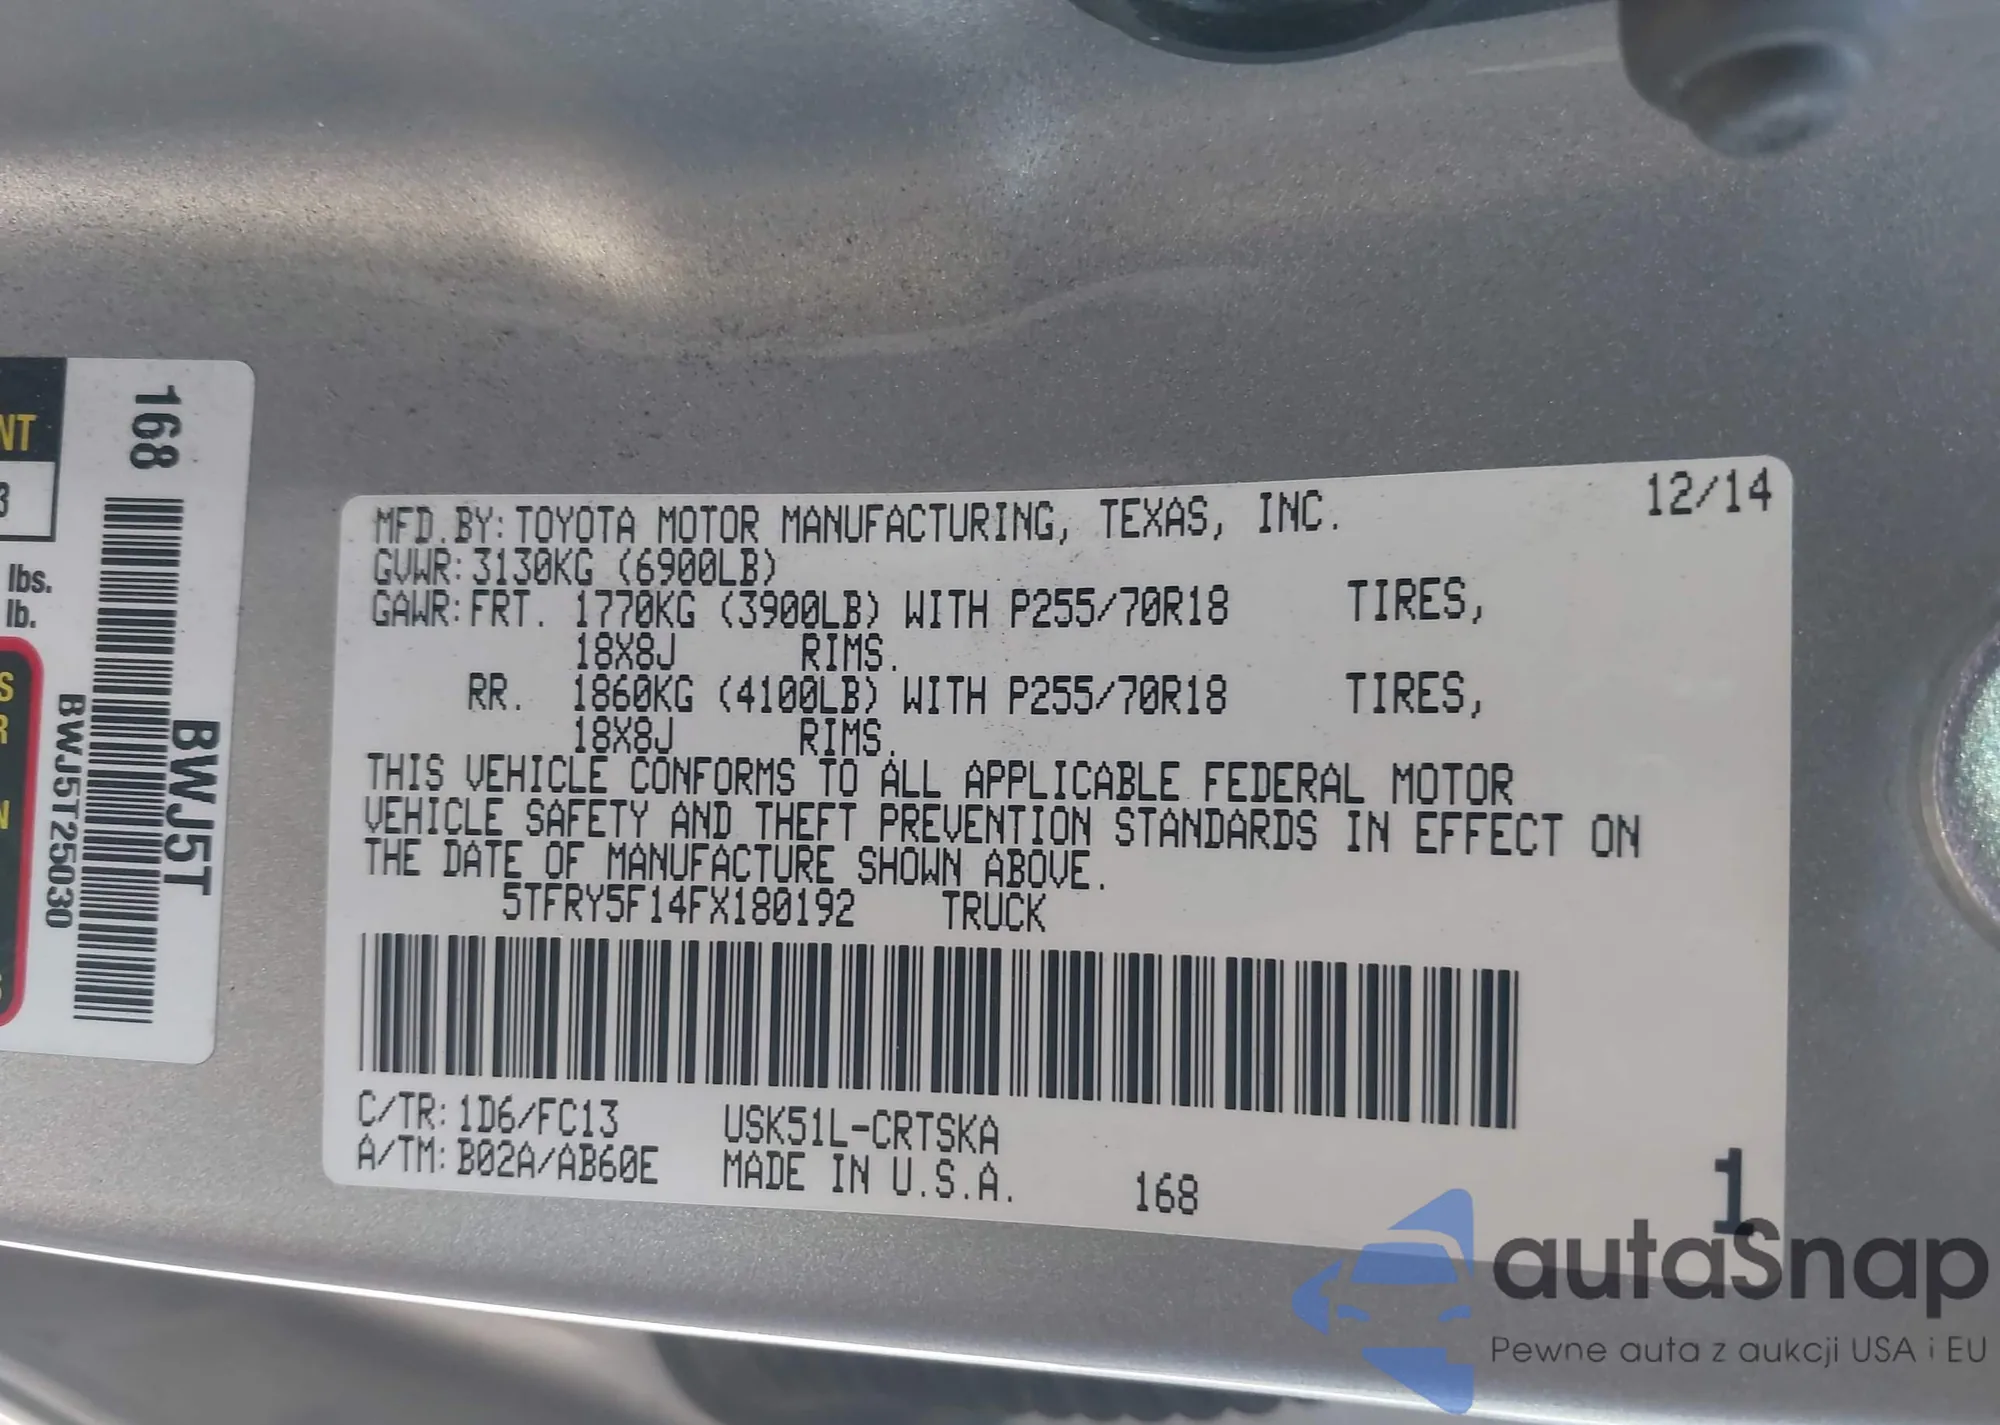 NT
3
lbs.
lb.
S
R
N
168
BWJ5T
BWJ5T25030
12/14
MFD.BY:TOYOTA MOTOR MANUFACTURING, TEXAS, INC.
GVWR:3130KG (6900LB)
GAWR:FRT. 1770KG (3900LB) WITH P255/70R18 TIRES,
18X8J RIMS.
RR. 1860KG (4100LB) WITH P255/70R18 TIRES,
18X8J RIMS.
THIS VEHICLE CONFORMS TO ALL APPLICABLE FEDERAL MOTOR
VEHICLE SAFETY AND THEFT PREVENTION STANDARDS IN EFFECT ON
THE DATE OF MANUFACTURE SHOWN ABOVE.
5TFRY5F14FX180192 TRUCK
C/TR:1D6/FC13 USK51L-CRTSKA
A/TM:B02A/AB60E MADE IN U.S.A. 168
1
autaSnap
Pewne auta z aukcji USA i EU